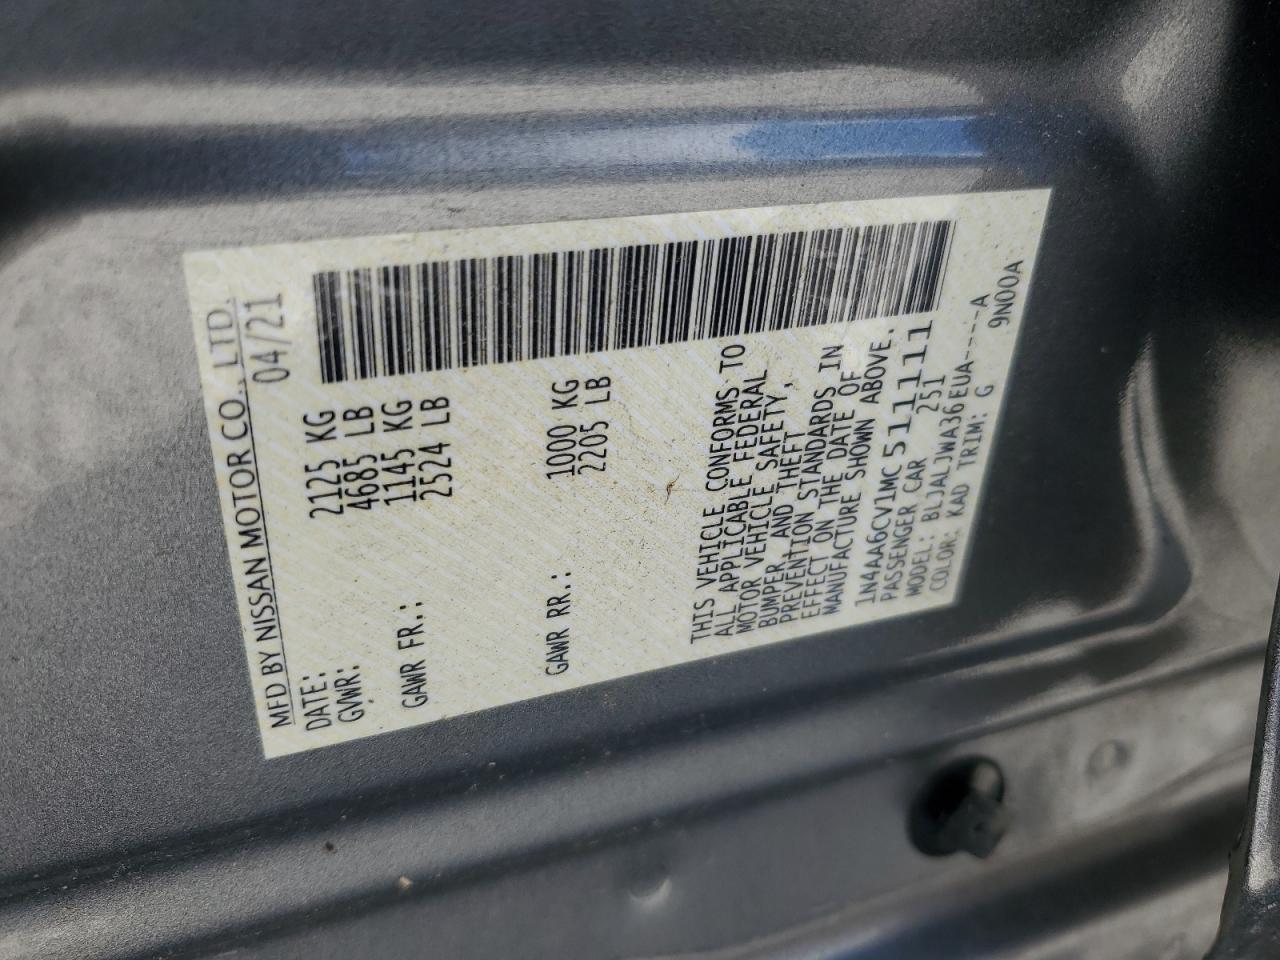 MFD BY NISSAN MOTOR CO., LTD.
DATE: 04/21
GVWR: 2125 KG
4685 LB
GAWR FR.: 1145 KG
2524 LB
GAWR RR.: 1000 KG
2205 LB
THIS VEHICLE CONFORMS TO
ALL APPLICABLE FEDERAL
MOTOR VEHICLE SAFETY,
BUMPER, AND THEFT
PREVENTION STANDARDS IN
EFFECT ON THE DATE OF
MANUFACTURE SHOWN ABOVE.
1N4AA6CV1MC511111
PASSENGER CAR 251
MODEL: BLJALJWA36EUA-----A
COLOR: KAD TRIM: G 9N00A